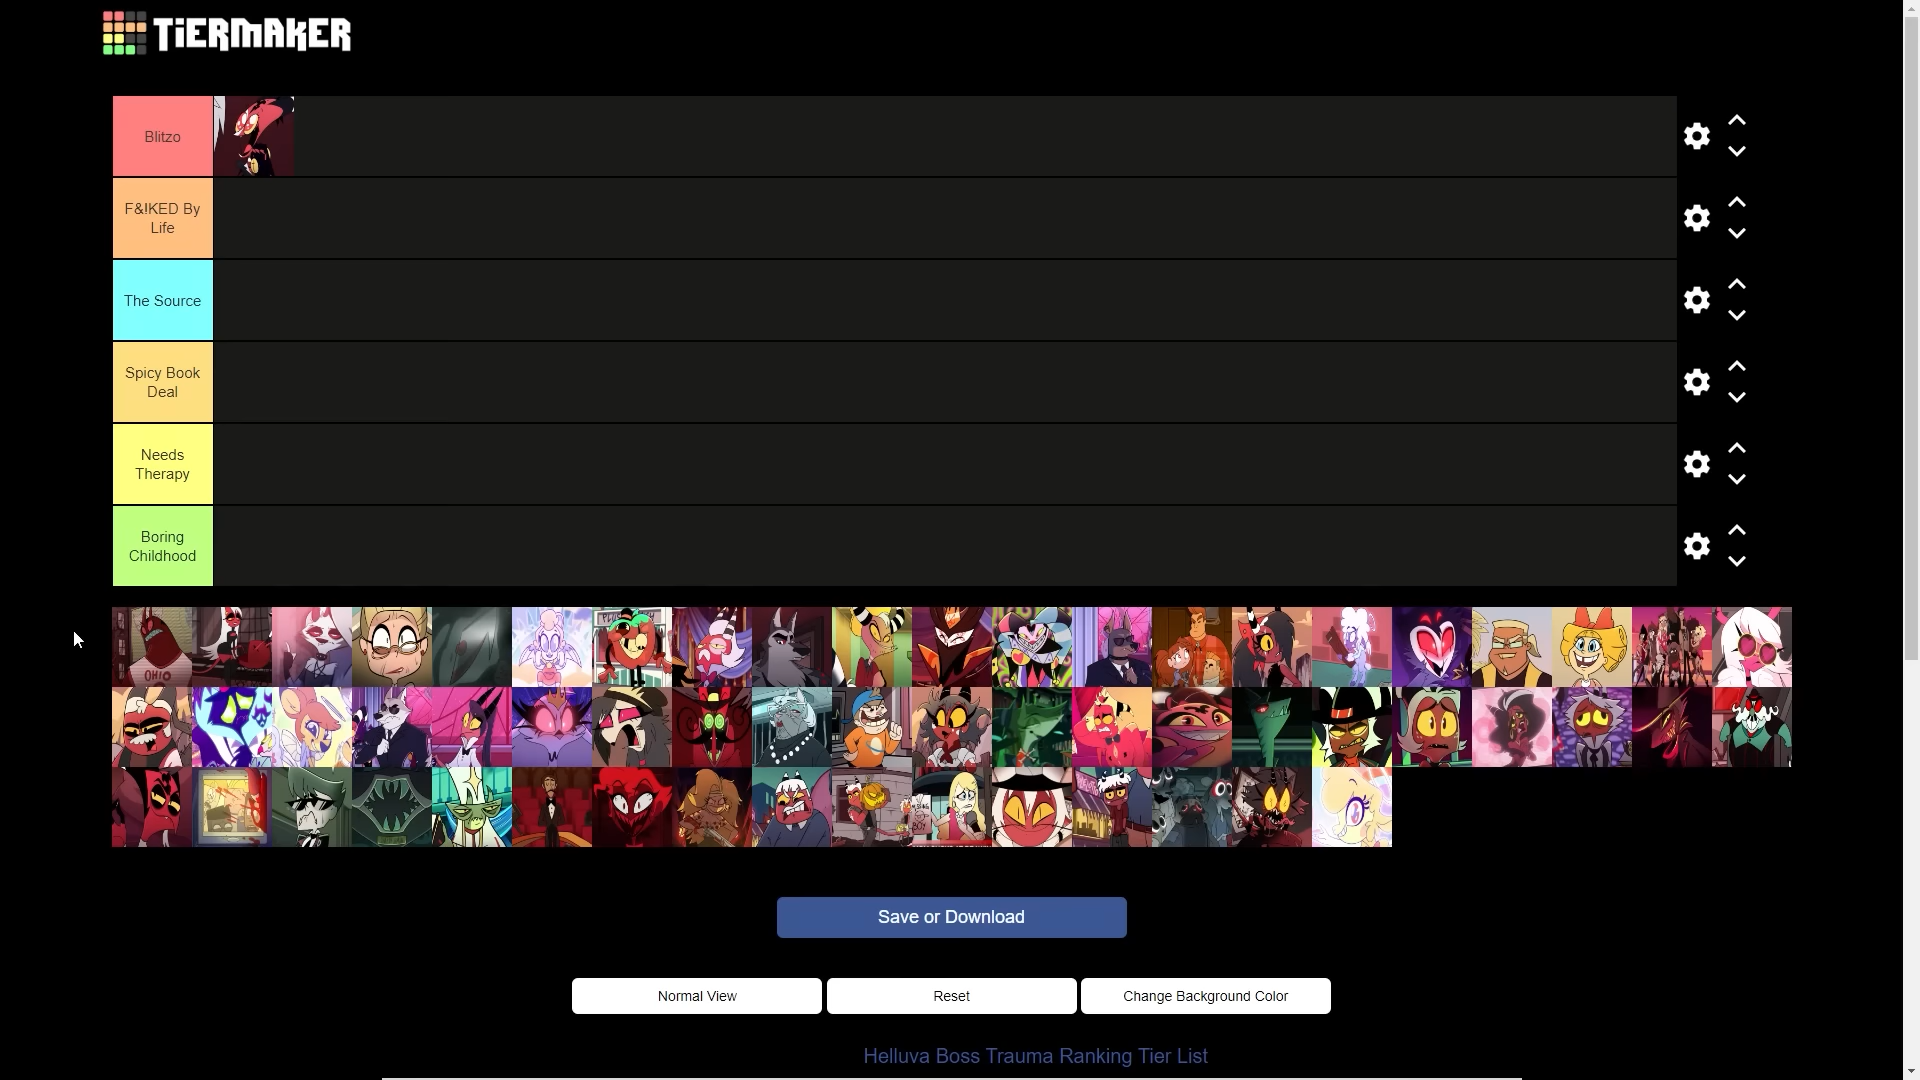 TiERMAKER
Blitzo
F&!KED By
Life
The Source
Spicy Book
Deal
Needs
Therapy
Boring
Childhood
OHIO
Save or Download
Normal View
Reset
Change Background Color
Helluva Boss Trauma Ranking Tier List